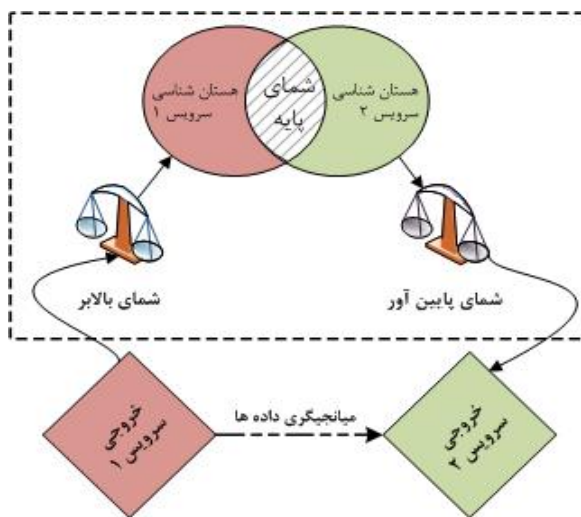 هستان شناسی
سرویس ۱
شمای
پایه
هستان شناسی
سرویس ۲
شمای بالابر
شمای پایین آور
میانجیگری داده ها
خروجی
سرویس ۱
خروجی
سرویس ۲